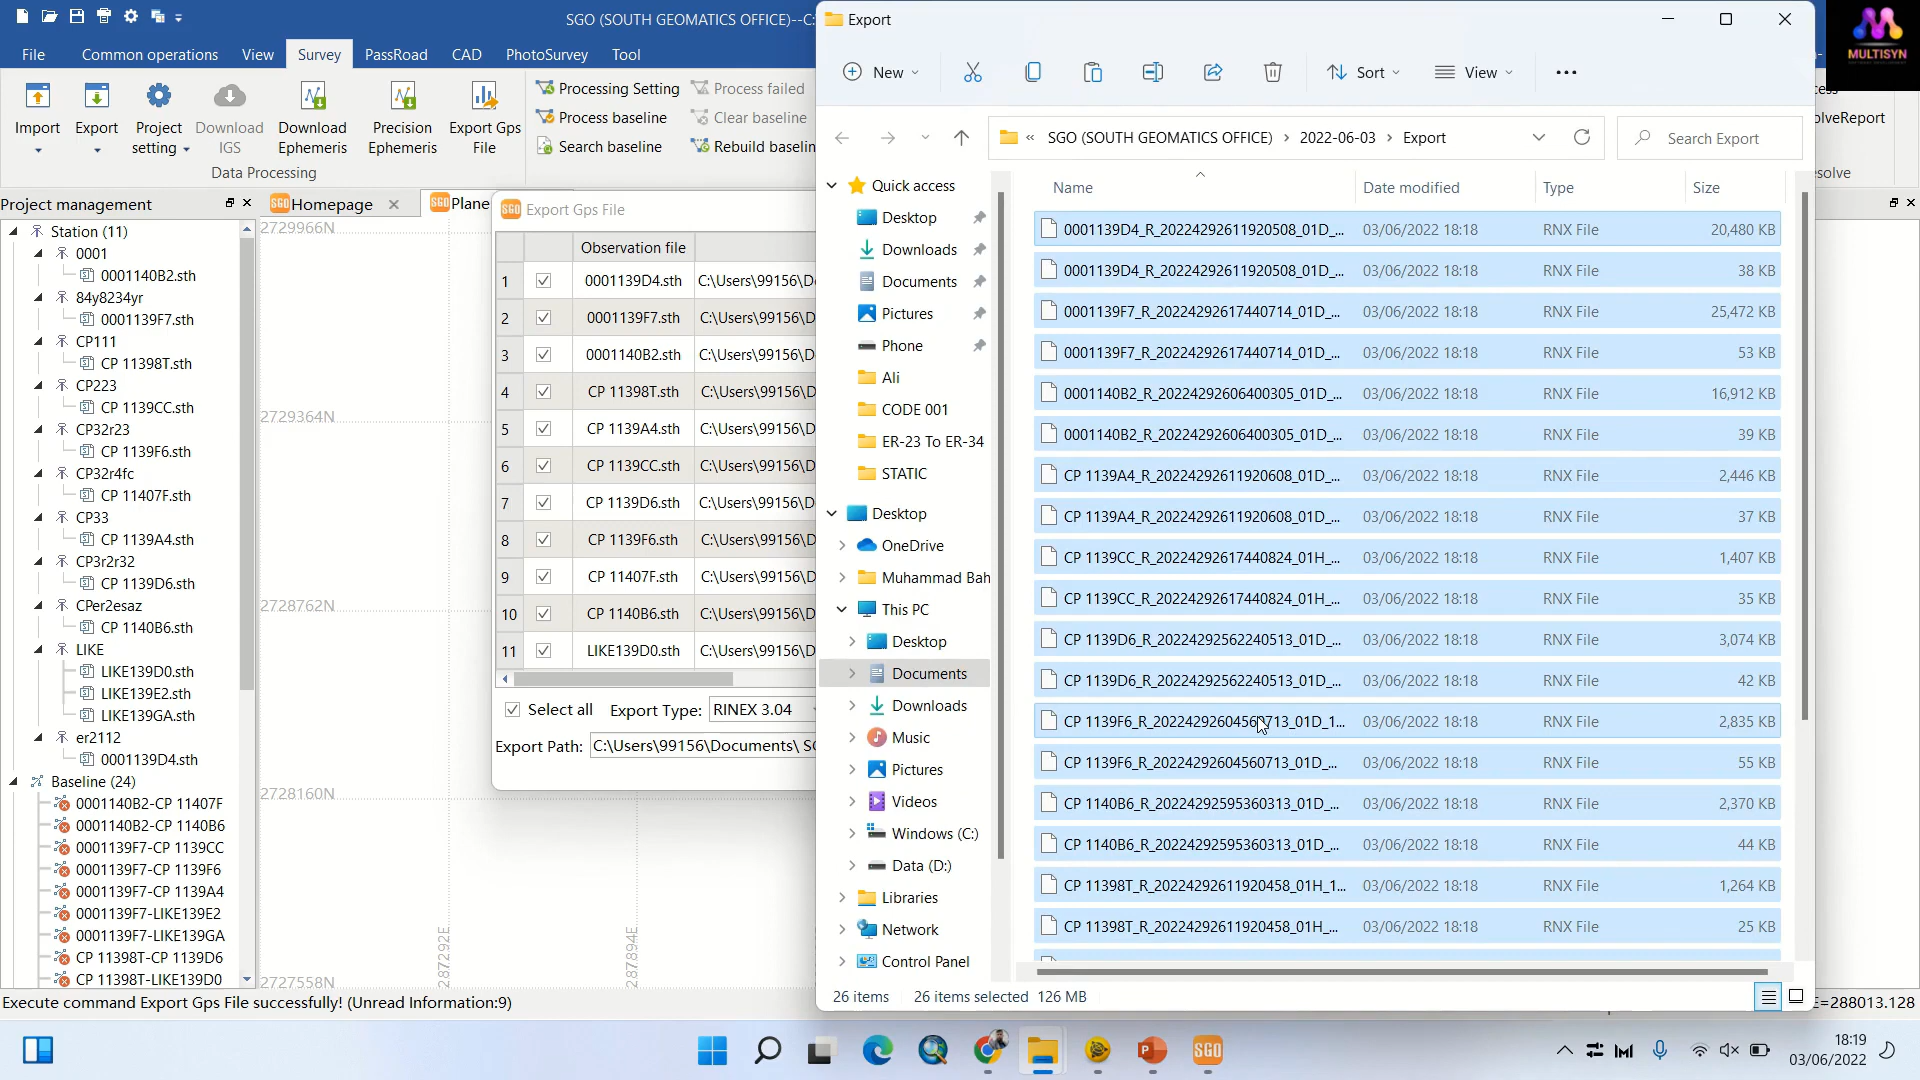 SGO (SOUTH GEOMATICS OFFICE)--C:
File
Common operations
View
Survey
PassRoad
CAD
PhotoSurvey
Tool
Import
Export
Project setting
Download IGS
Download Ephemeris
Precision Ephemeris
Export Gps File
Data Processing
Processing Setting
Process baseline
Search baseline
Process failed
Clear baseline
Rebuild baselin
Project management
Homepage
Plane
Station (11)
0001
0001140B2.sth
84y8234yr
0001139F7.sth
CP111
CP 11398T.sth
CP223
CP 1139CC.sth
CP32r23
CP 1139F6.sth
CP32r4fc
CP 11407F.sth
CP33
CP 1139A4.sth
CP3r2r32
CP 1139D6.sth
CPer2esaz
CP 1140B6.sth
LIKE
LIKE139D0.sth
LIKE139E2.sth
LIKE139GA.sth
er2112
0001139D4.sth
Baseline (24)
0001140B2-CP 11407F
0001140B2-CP 1140B6
0001139F7-CP 1139CC
0001139F7-CP 1139F6
0001139F7-CP 1139A4
0001139F7-LIKE139E2
0001139F7-LIKE139GA
CP 11398T-CP 1139D6
CP 11398T-LIKE139D0
2729966N
2729364N
2728762N
2728160N
2727558N
287292E
287894E
Export Gps File
Observation file
1 0001139D4.sth C:\Users\99156\D
2 0001139F7.sth C:\Users\99156\D
3 0001140B2.sth C:\Users\99156\D
4 CP 11398T.sth C:\Users\99156\D
5 CP 1139A4.sth C:\Users\99156\D
6 CP 1139CC.sth C:\Users\99156\D
7 CP 1139D6.sth C:\Users\99156\D
8 CP 1139F6.sth C:\Users\99156\D
9 CP 11407F.sth C:\Users\99156\D
10 CP 1140B6.sth C:\Users\99156\D
11 LIKE139D0.sth C:\Users\99156\D
Select all Export Type: RINEX 3.04
Export Path: C:\Users\99156\Documents\ SC
Execute command Export Gps File successfully! (Unread Information:9)
Export
New
Sort
View
« SGO (SOUTH GEOMATICS OFFICE) › 2022-06-03 › Export
Search Export
Quick access
Desktop
Downloads
Documents
Pictures
Phone
Ali
CODE 001
ER-23 To ER-34
STATIC
Desktop
OneDrive
Muhammad Bah
This PC
Desktop
Documents
Downloads
Music
Pictures
Videos
Windows (C:)
Data (D:)
Libraries
Network
Control Panel
Name Date modified Type Size
0001139D4_R_20224292611920508_01D_... 03/06/2022 18:18 RNX File 20,480 KB
0001139D4_R_20224292611920508_01D_... 03/06/2022 18:18 RNX File 38 KB
0001139F7_R_20224292617440714_01D_... 03/06/2022 18:18 RNX File 25,472 KB
0001139F7_R_20224292617440714_01D_... 03/06/2022 18:18 RNX File 53 KB
0001140B2_R_20224292606400305_01D_... 03/06/2022 18:18 RNX File 16,912 KB
0001140B2_R_20224292606400305_01D_... 03/06/2022 18:18 RNX File 39 KB
CP 1139A4_R_20224292611920608_01D_... 03/06/2022 18:18 RNX File 2,446 KB
CP 1139A4_R_20224292611920608_01D_... 03/06/2022 18:18 RNX File 37 KB
CP 1139CC_R_20224292617440824_01H_... 03/06/2022 18:18 RNX File 1,407 KB
CP 1139CC_R_20224292617440824_01H_... 03/06/2022 18:18 RNX File 35 KB
CP 1139D6_R_20224292562240513_01D_... 03/06/2022 18:18 RNX File 3,074 KB
CP 1139D6_R_20224292562240513_01D_... 03/06/2022 18:18 RNX File 42 KB
CP 1139F6_R_20224292604560713_01D_1... 03/06/2022 18:18 RNX File 2,835 KB
CP 1139F6_R_20224292604560713_01D_... 03/06/2022 18:18 RNX File 55 KB
CP 1140B6_R_20224292595360313_01D_... 03/06/2022 18:18 RNX File 2,370 KB
CP 1140B6_R_20224292595360313_01D_... 03/06/2022 18:18 RNX File 44 KB
CP 11398T_R_20224292611920458_01H_1... 03/06/2022 18:18 RNX File 1,264 KB
CP 11398T_R_20224292611920458_01H_... 03/06/2022 18:18 RNX File 25 KB
26 items 26 items selected 126 MB
MULTISYN
olveReport
solve
E=288013.128
SGO
18:19
03/06/2022